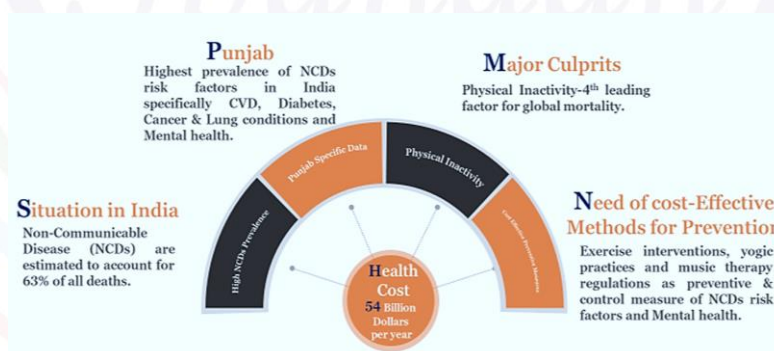 Punjab
Highest prevalence of NCDs
risk factors in India
specifically CVD, Diabetes,
Cancer & Lung conditions and
Mental health.
Major Culprits
Physical Inactivity-4th leading
factor for global mortality.
Situation in India
Non-Communicable
Disease (NCDs) are
estimated to account for
63% of all deaths.
High NCDs Prevalence
Punjab Specific Data
Physical Inactivity
Cost Effective Preventive Measures
Need of cost-Effective
Methods for Prevention
Exercise interventions, yogic
practices and music therapy
regulations as preventive &
control measure of NCDs risk
factors and Mental health.
Health
Cost
54 Billion
Dollars
per year